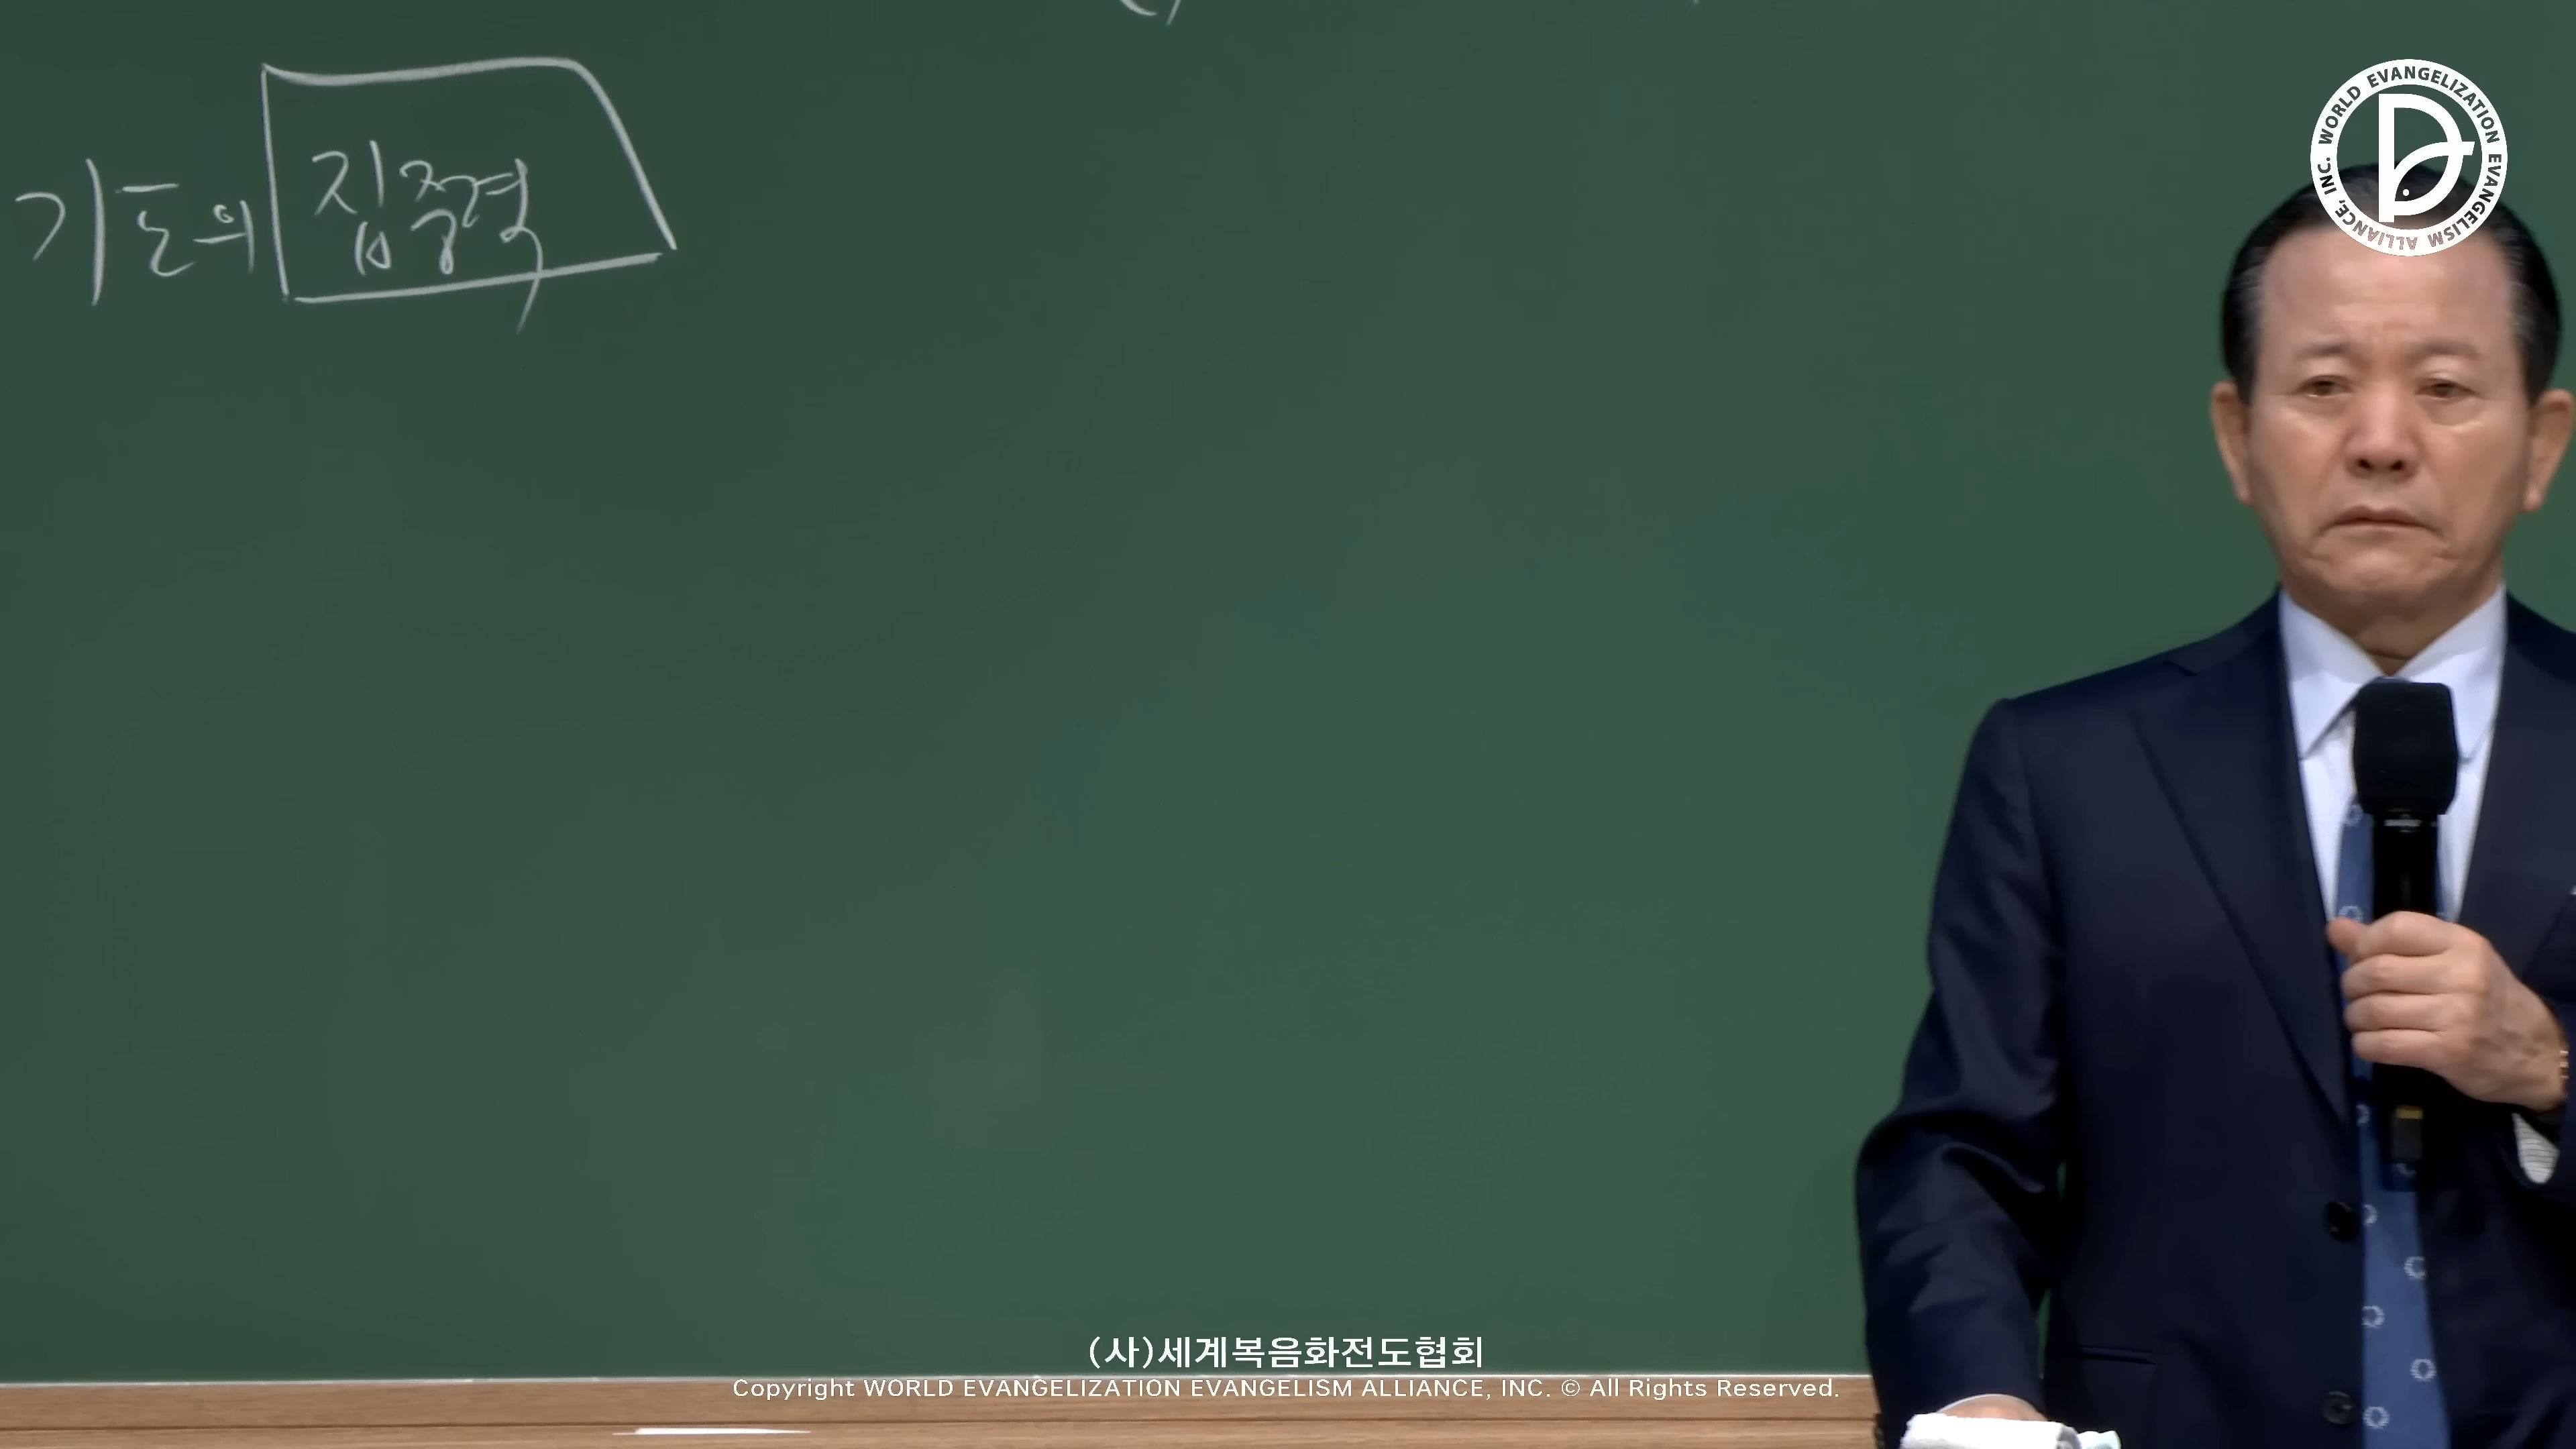 기도의 집중력
WORLD EVANGELIZATION EVANGELISM ALLIANCE, INC.
(사)세계복음화전도협회
Copyright WORLD EVANGELIZATION EVANGELISM ALLIANCE, INC. © All Rights Reserved.